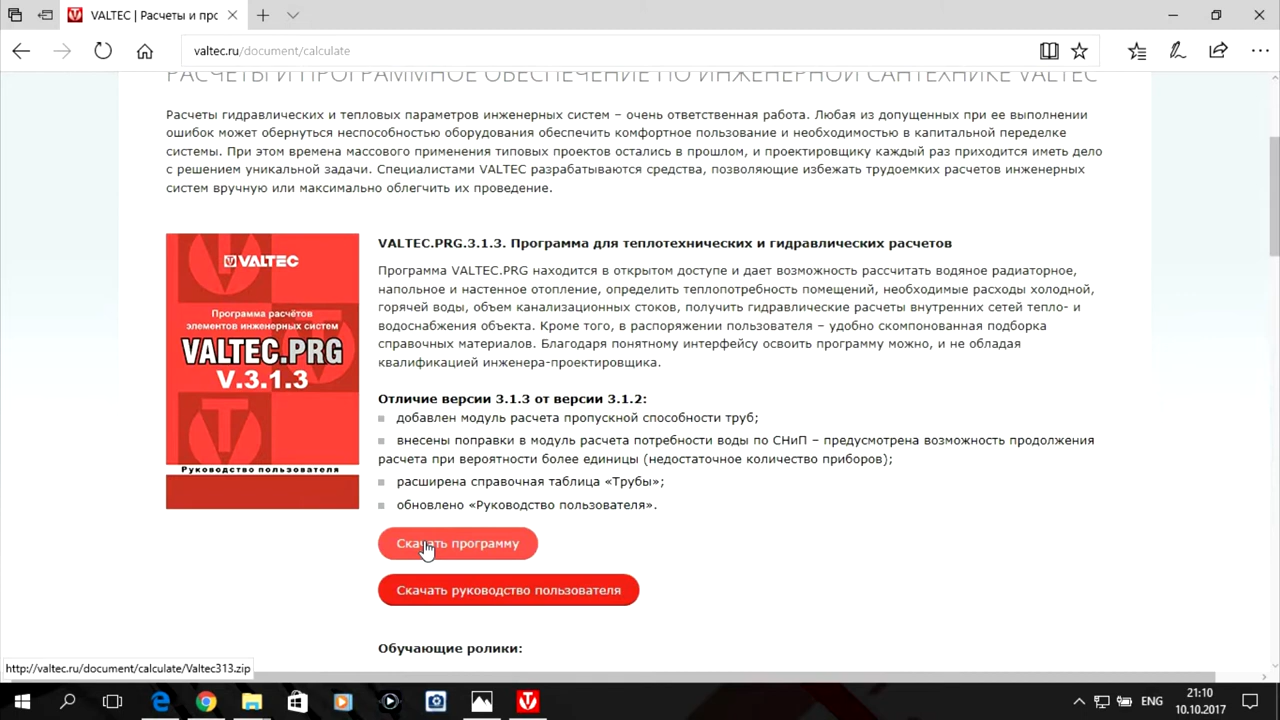 VALTEC | Расчеты и прс
valtec.ru/document/calculate
РАСЧЕТЫ И ПРОГРАММНОЕ ОБЕСПЕЧЕНИЕ ПО ИНЖЕНЕРНОЙ САНТЕХНИКЕ VALTEC
Расчеты гидравлических и тепловых параметров инженерных систем – очень ответственная работа. Любая из допущенных при ее выполнении
ошибок может обернуться неспособностью оборудования обеспечить комфортное пользование и необходимостью в капитальной переделке
системы. При этом времена массового применения типовых проектов остались в прошлом, и проектировщику каждый раз приходится иметь дело
с решением уникальной задачи. Специалистами VALTEC разрабатываются средства, позволяющие избежать трудоемких расчетов инженерных
систем вручную или максимально облегчить их проведение.
VALTEC
Программа расчётов
элементов инженерных систем
VALTEC.PRG
V.3.1.3
Руководство пользователя
VALTEC.PRG.3.1.3. Программа для теплотехнических и гидравлических расчетов
Программа VALTEC.PRG находится в открытом доступе и дает возможность рассчитать водяное радиаторное,
напольное и настенное отопление, определить теплопотребность помещений, необходимые расходы холодной,
горячей воды, объем канализационных стоков, получить гидравлические расчеты внутренних сетей тепло- и
водоснабжения объекта. Кроме того, в распоряжении пользователя – удобно скомпонованная подборка
справочных материалов. Благодаря понятному интерфейсу освоить программу можно, и не обладая
квалификацией инженера-проектировщика.
Отличие версии 3.1.3 от версии 3.1.2:
добавлен модуль расчета пропускной способности труб;
внесены поправки в модуль расчета потребности воды по СНиП – предусмотрена возможность продолжения
расчета при вероятности более единицы (недостаточное количество приборов);
расширена справочная таблица «Трубы»;
обновлено «Руководство пользователя».
Скачать программу
Скачать руководство пользователя
Обучающие ролики:
http://valtec.ru/document/calculate/Valtec313.zip
ENG
21:10
10.10.2017